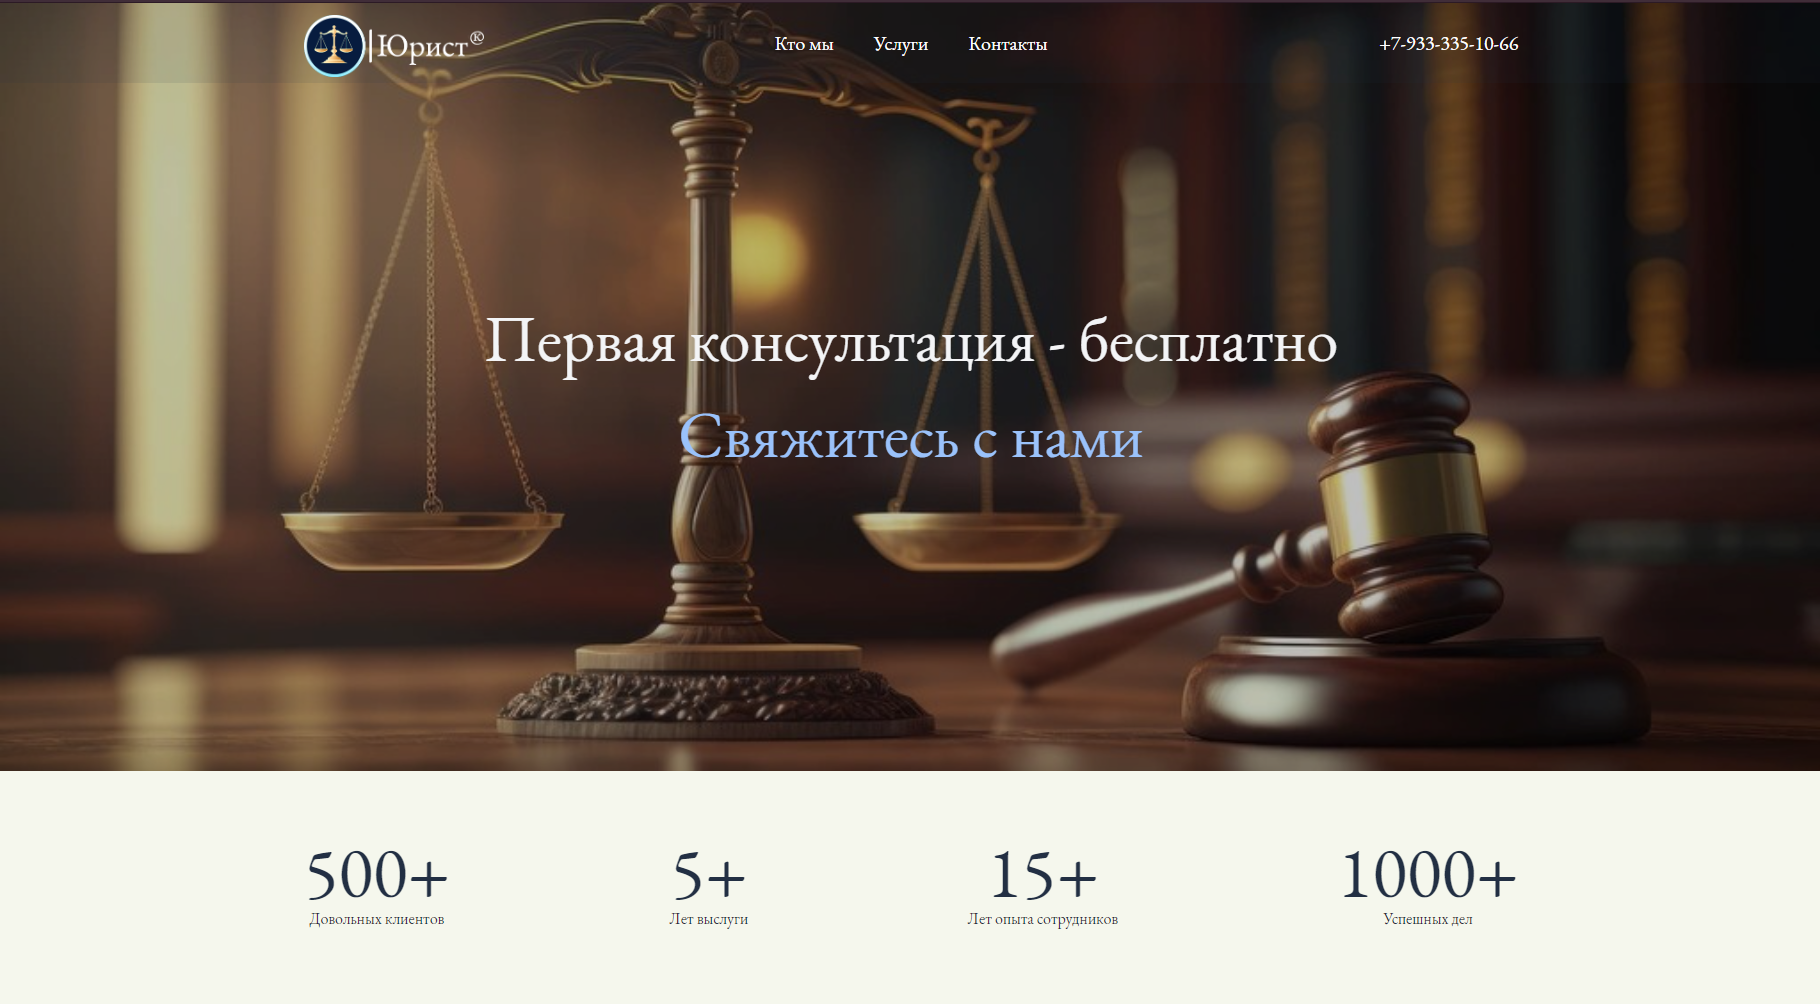 |Юрист®
Кто мы
Услуги
Контакты
+7-933-335-10-66
Первая консультация - бесплатно
Свяжитесь с нами
500+
Довольных клиентов
5+
Лет выслуги
15+
Лет опыта сотрудников
1000+
Успешных дел